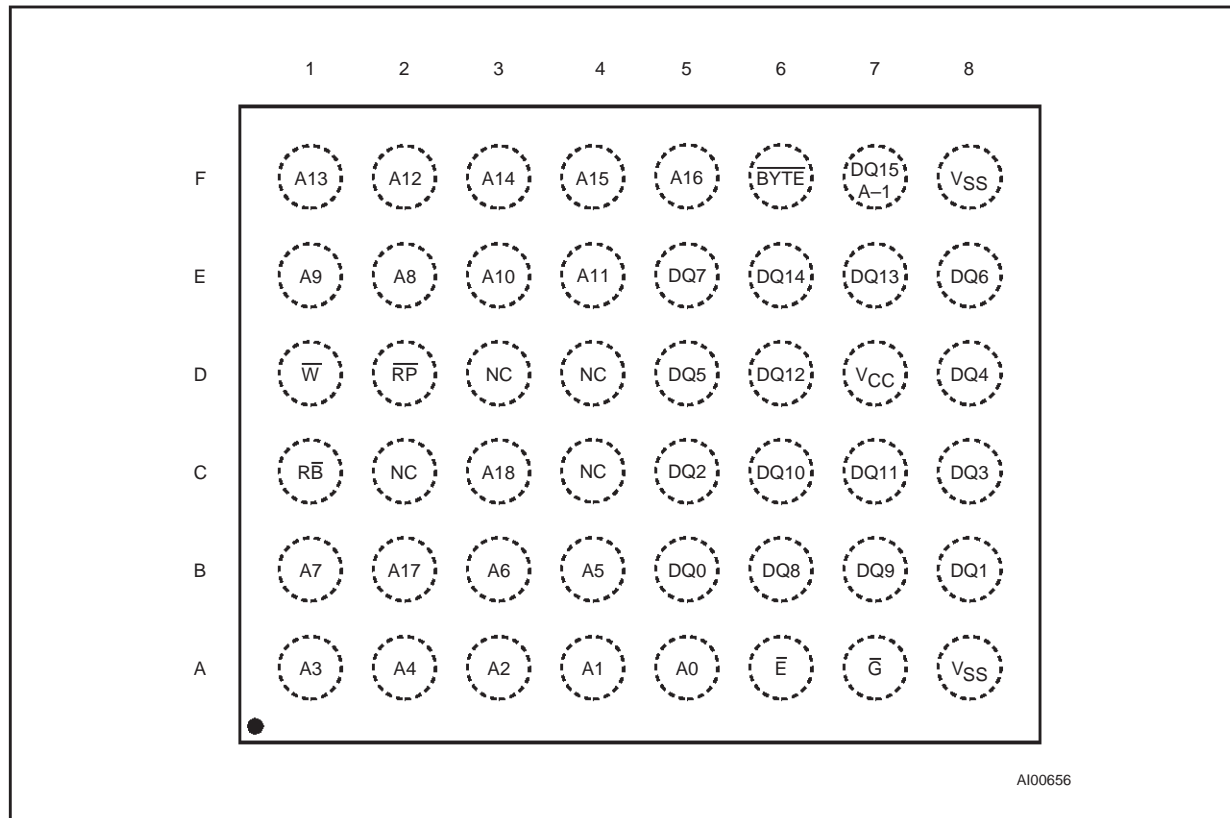 1 2 3 4 5 6 7 8
F A13 A12 A14 A15 A16 B̅Y̅T̅E̅ DQ15 A–1 VSS
E A9 A8 A10 A11 DQ7 DQ14 DQ13 DQ6
D W̅ R̅P̅ NC NC DQ5 DQ12 VCC DQ4
C RB̅ NC A18 NC DQ2 DQ10 DQ11 DQ3
B A7 A17 A6 A5 DQ0 DQ8 DQ9 DQ1
A A3 A4 A2 A1 A0 E̅ G̅ VSS
AI00656